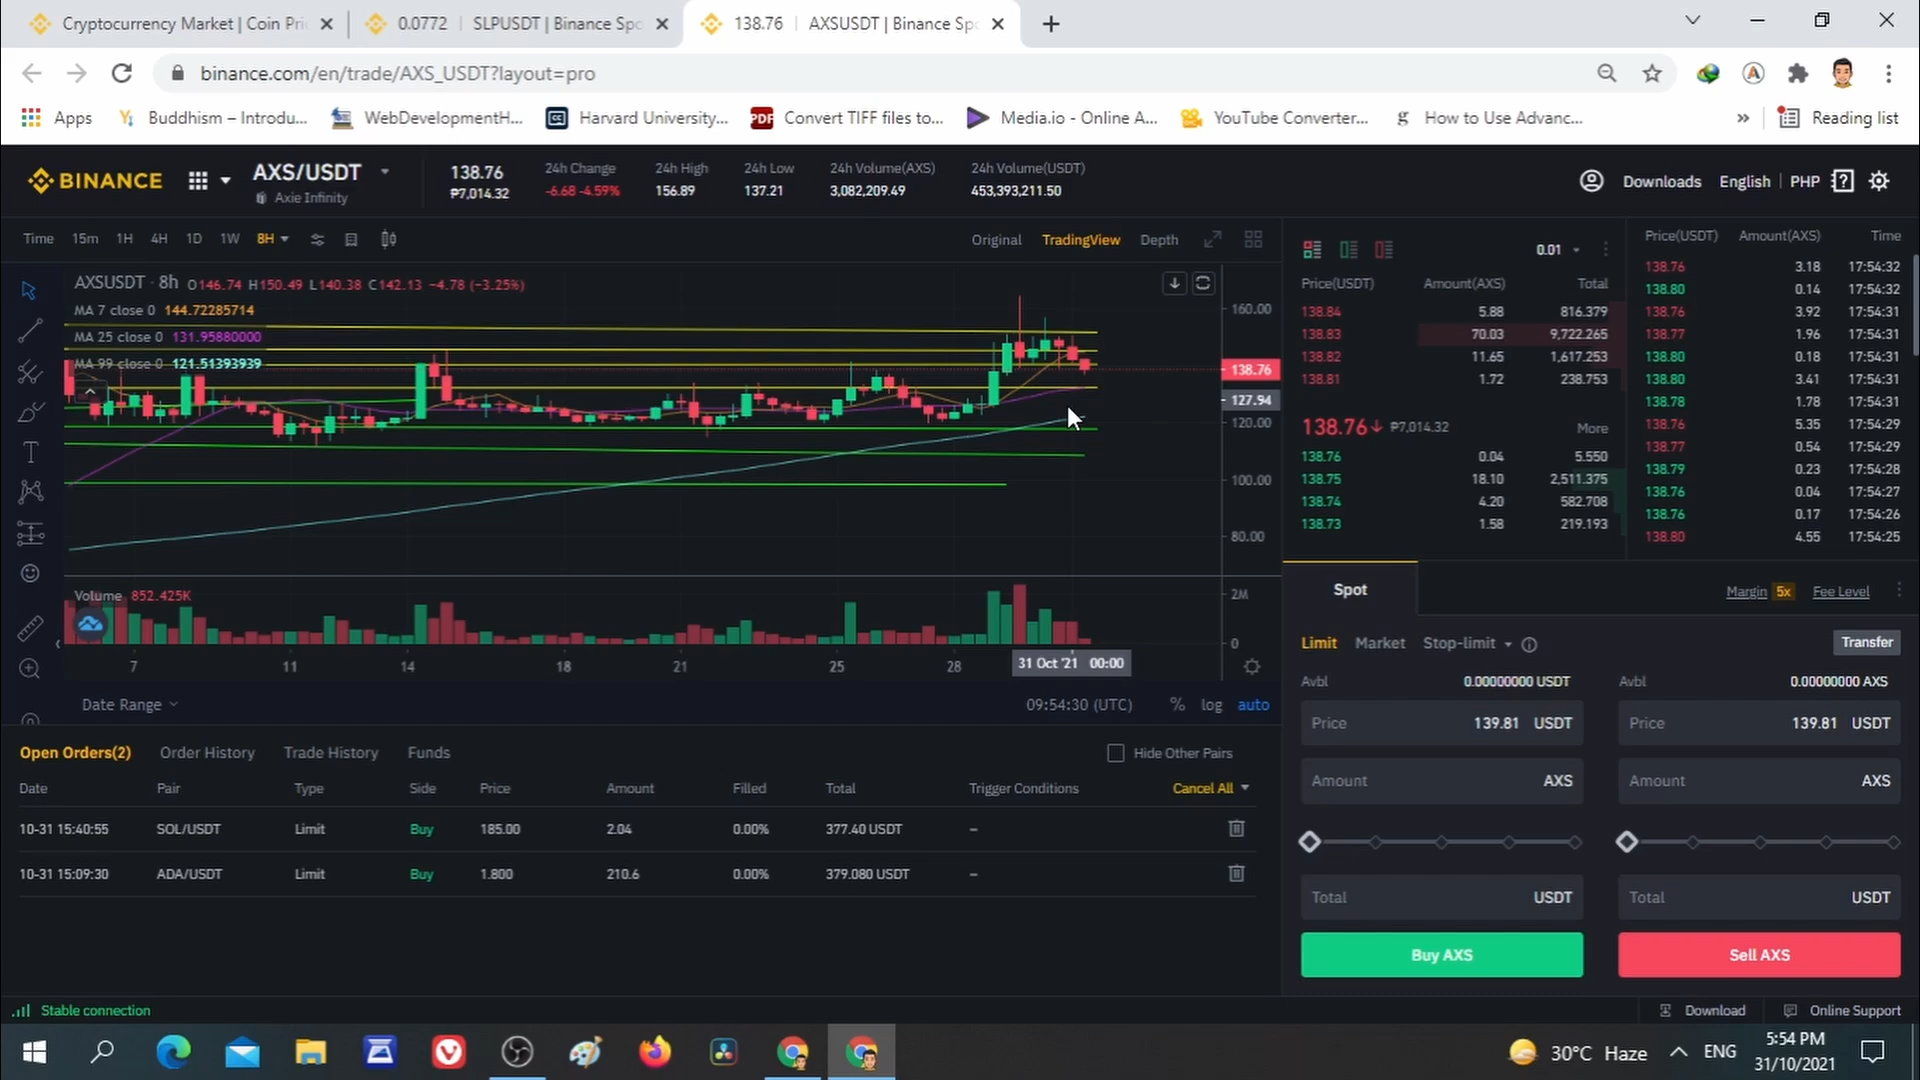 Cryptocurrency Market | Coin Pri
0.0772 | SLPUSDT | Binance Spo
138.76 | AXSUSDT | Binance Sp
binance.com/en/trade/AXS_USDT?layout=pro
Apps
Buddhism – Introdu...
WebDevelopmentH...
Harvard University,...
PDF Convert TIFF files to...
Media.io - Online A...
YouTube Converter...
g How to Use Advanc...
»
Reading list
BINANCE
AXS/USDT
Axie Infinity
138.76
₱7,014.32
24h Change
-6.68 -4.59%
24h High
156.89
24h Low
137.21
24h Volume(AXS)
3,082,209.49
24h Volume(USDT)
453,393,211.50
Downloads
English | PHP
Time 15m 1H 4H 1D 1W 8H
Original TradingView Depth
AXSUSDT · 8h O146.74 H150.49 L140.38 C142.13 −4.78 (−3.25%)
MA 7 close 0 144.72285714
MA 25 close 0 131.95880000
MA 99 close 0 121.51393939
160.00
138.76
127.94
120.00
100.00
80.00
Volume 852.425K
2M
0
7 11 14 18 21 25 28 31 Oct '21 00:00
Date Range
09:54:30 (UTC) % log auto
0.01
Price(USDT) Amount(AXS) Total
138.84 5.88 816.379
138.83 70.03 9,722.265
138.82 11.65 1,617.253
138.81 1.72 238.753
138.76↓ ₱7,014.32 More
138.76 0.04 5.550
138.75 18.10 2,511.375
138.74 4.20 582.708
138.73 1.58 219.193
Price(USDT) Amount(AXS) Time
138.76 3.18 17:54:32
138.80 0.14 17:54:32
138.76 3.92 17:54:31
138.77 1.96 17:54:31
138.80 0.18 17:54:31
138.80 3.41 17:54:31
138.78 1.78 17:54:31
138.76 5.35 17:54:29
138.77 0.54 17:54:29
138.79 0.23 17:54:28
138.76 0.04 17:54:27
138.76 0.17 17:54:26
138.80 4.55 17:54:25
Spot
Margin 5x Fee Level
Limit Market Stop-limit
Transfer
Avbl 0.00000000 USDT
Price 139.81 USDT
Amount AXS
Total USDT
Buy AXS
Avbl 0.00000000 AXS
Price 139.81 USDT
Amount AXS
Total USDT
Sell AXS
Open Orders(2) Order History Trade History Funds
Hide Other Pairs
Date Pair Type Side Price Amount Filled Total Trigger Conditions Cancel All
10-31 15:40:55 SOL/USDT Limit Buy 185.00 2.04 0.00% 377.40 USDT –
10-31 15:09:30 ADA/USDT Limit Buy 1.800 210.6 0.00% 379.080 USDT –
Stable connection
Download
Online Support
30°C Haze
ENG
5:54 PM
31/10/2021